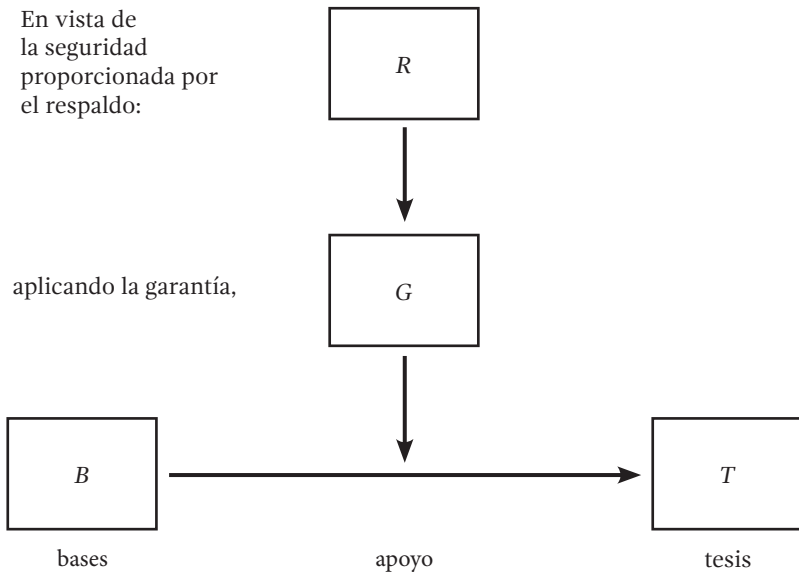 En vista de
la seguridad
proporcionada por
el respaldo:
R
aplicando la garantía,
G
B
T
bases
apoyo
tesis